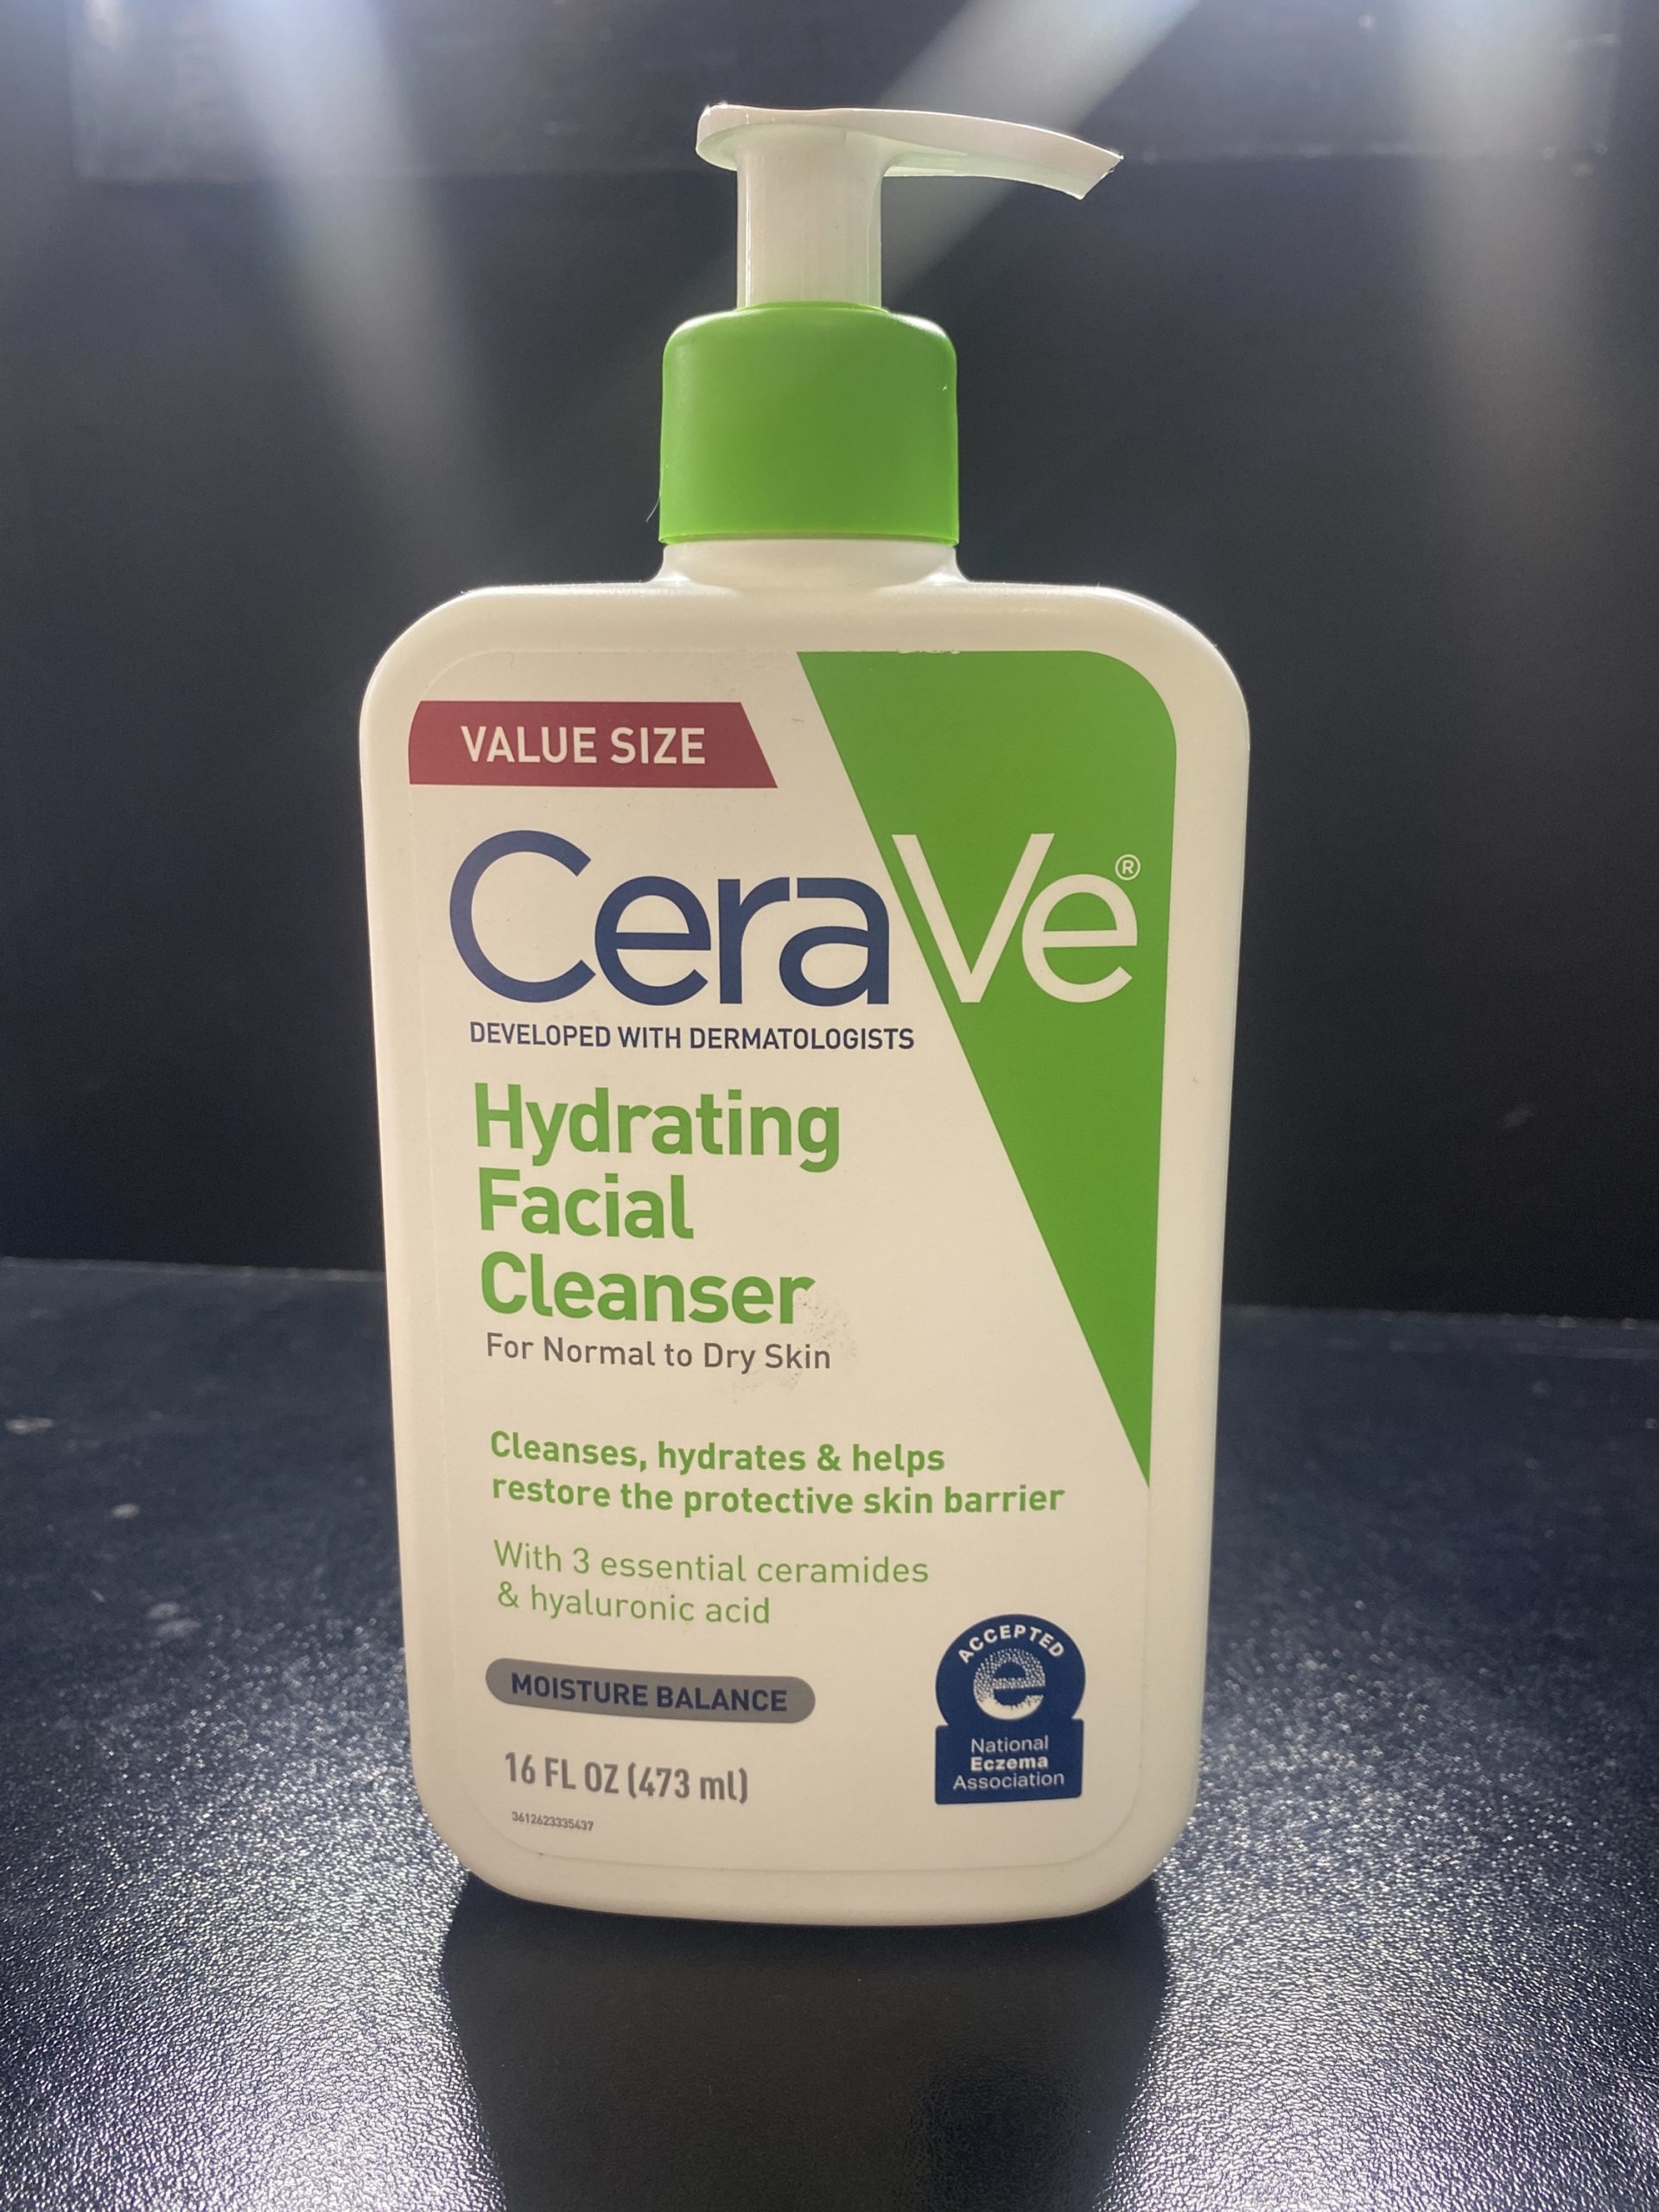 VALUE SIZE
CeraVe®
DEVELOPED WITH DERMATOLOGISTS
Hydrating
Facial
Cleanser
For Normal to Dry Skin
Cleanses, hydrates & helps
restore the protective skin barrier
With 3 essential ceramides
& hyaluronic acid
MOISTURE BALANCE
ACCEPTED
e
National
Eczema
Association
16 FL OZ (473 ml)
3612623335437